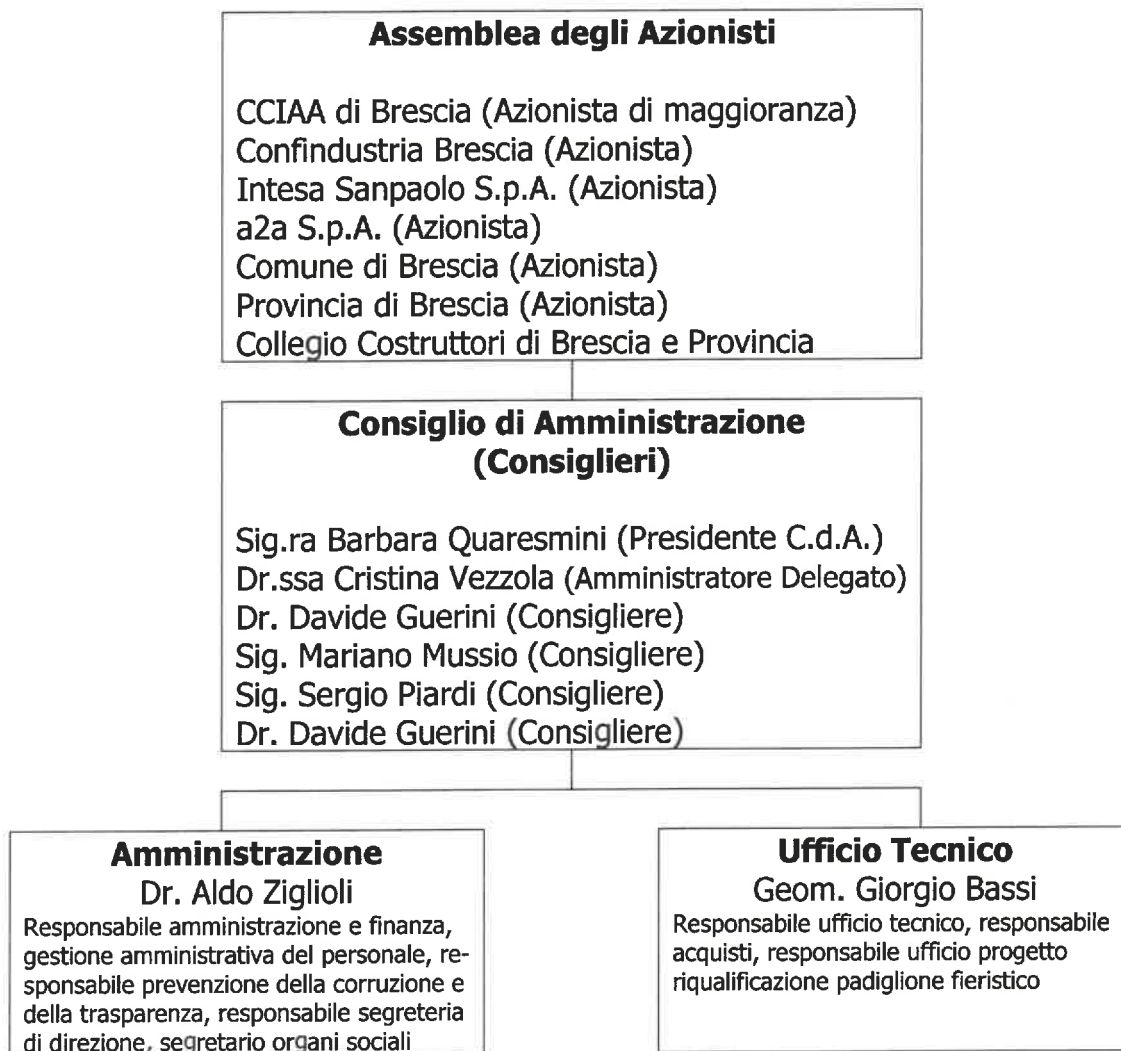 Assemblea degli Azionisti
CCIAA di Brescia (Azionista di maggioranza)
Confindustria Brescia (Azionista)
Intesa Sanpaolo S.p.A. (Azionista)
a2a S.p.A. (Azionista)
Comune di Brescia (Azionista)
Provincia di Brescia (Azionista)
Collegio Costruttori di Brescia e Provincia
Consiglio di Amministrazione
(Consiglieri)
Sig.ra Barbara Quaresmini (Presidente C.d.A.)
Dr.ssa Cristina Vezzola (Amministratore Delegato)
Dr. Davide Guerini (Consigliere)
Sig. Mariano Mussio (Consigliere)
Sig. Sergio Piardi (Consigliere)
Dr. Davide Guerini (Consigliere)
Amministrazione
Dr. Aldo Ziglioli
Responsabile amministrazione e finanza,
gestione amministrativa del personale, re-
sponsabile prevenzione della corruzione e
della trasparenza, responsabile segreteria
di direzione, segretario organi sociali
Ufficio Tecnico
Geom. Giorgio Bassi
Responsabile ufficio tecnico, responsabile
acquisti, responsabile ufficio progetto
riqualificazione padiglione fieristico